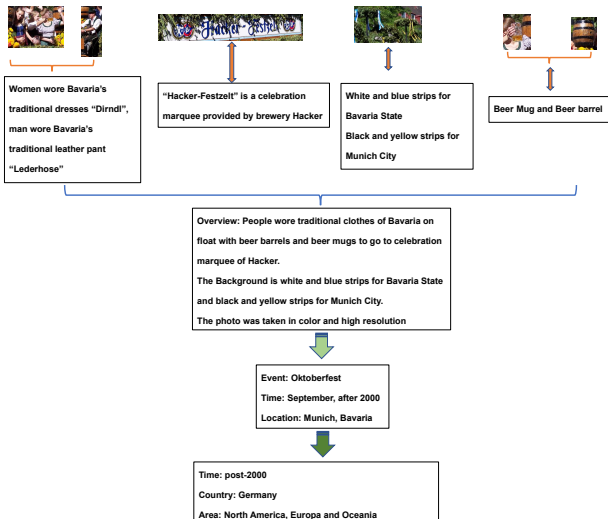 Hacker-Festzelt
Women wore Bavaria's
traditional dresses "Dirndl",
man wore Bavaria's
traditional leather pant
"Lederhose"
"Hacker-Festzelt" is a celebration
marquee provided by brewery Hacker
White and blue strips for
Bavaria State
Black and yellow strips for
Munich City
Beer Mug and Beer barrel
Overview: People wore traditional clothes of Bavaria on
float with beer barrels and beer mugs to go to celebration
marquee of Hacker.
The Background is white and blue strips for Bavaria State
and black and yellow strips for Munich City.
The photo was taken in color and high resolution
Event: Oktoberfest
Time: September, after 2000
Location: Munich, Bavaria
Time: post-2000
Country: Germany
Area: North America, Europa and Oceania